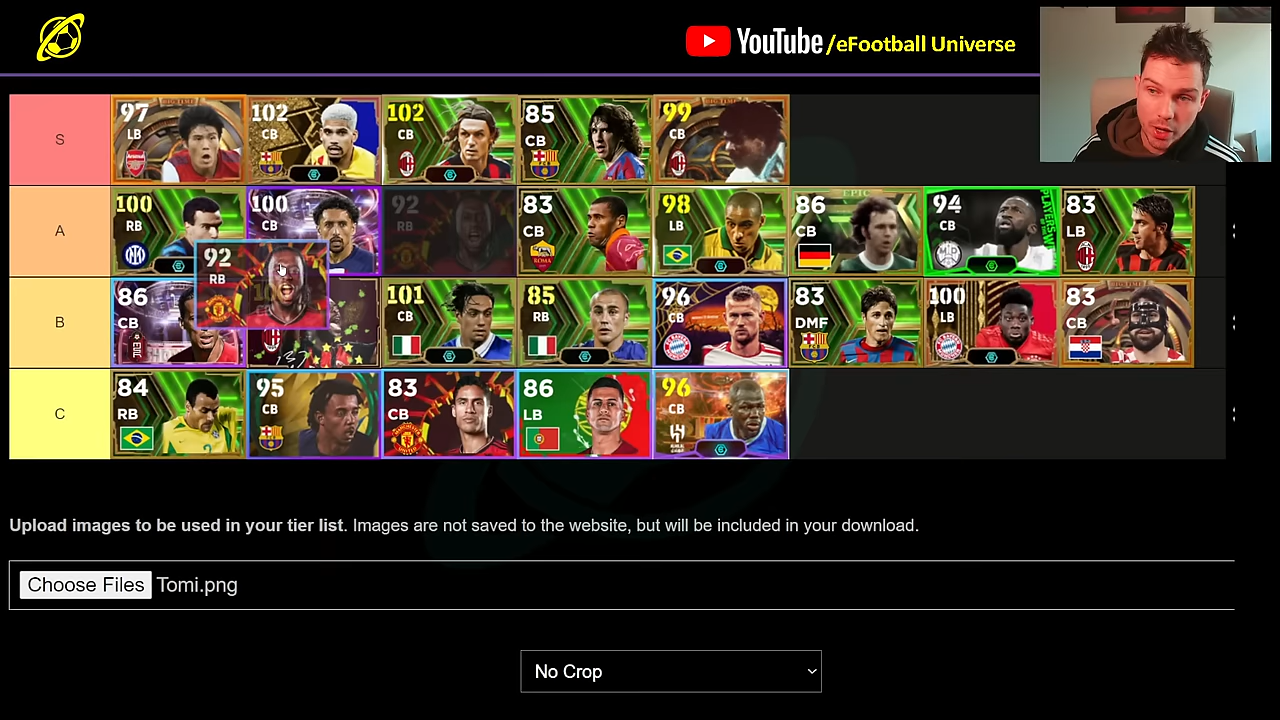 YouTube /eFootball Universe
S
97 LB
102 CB
102 CB
85 CB
99 CB
A
100 RB
100 CB
92
83 CB
98 LB
86 CB EPIC
94 CB
83 LB
92 RB
B
86 CB
101 CB
85 RB
96 CB
83 DMF
100 LB
83 CB
C
84 RB
95 CB
83 CB
86 LB
96 CB
Upload images to be used in your tier list. Images are not saved to the website, but will be included in your download.
Choose Files Tomi.png
No Crop